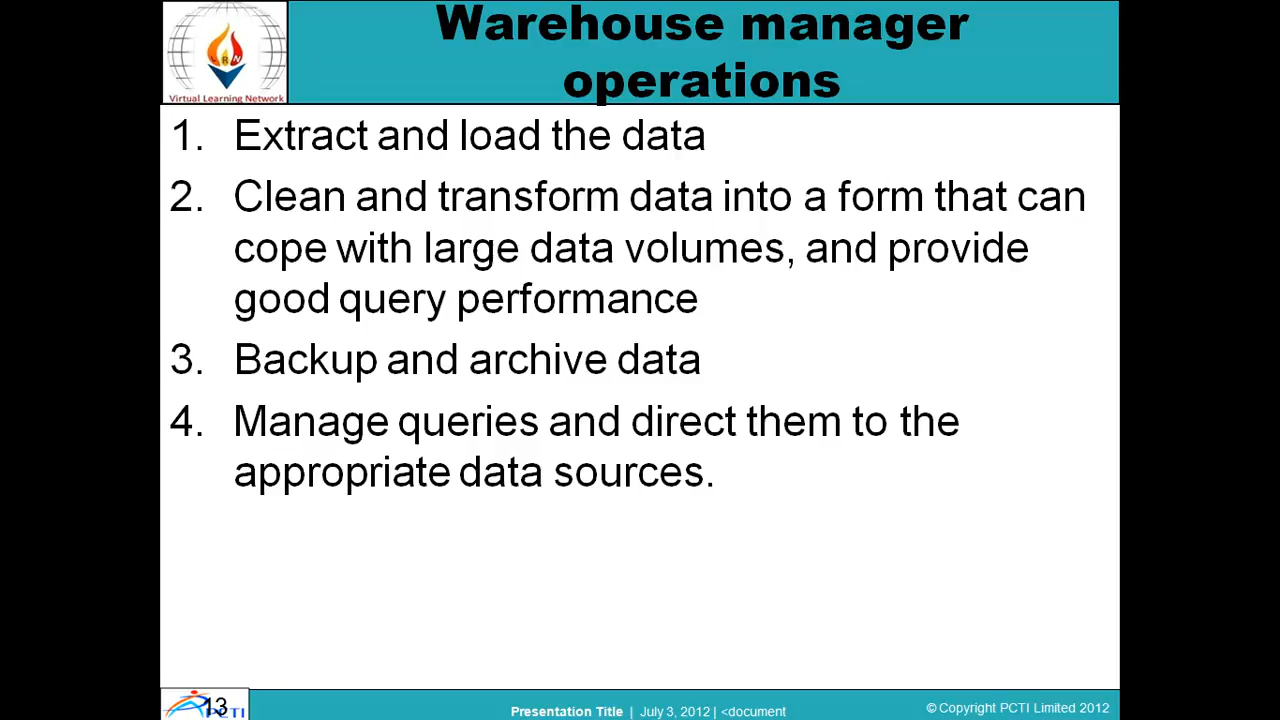 Warehouse manager
operations
LRN
Virtual Learning Network
1. Extract and load the data
2. Clean and transform data into a form that can
cope with large data volumes, and provide
good query performance
3. Backup and archive data
4. Manage queries and direct them to the
appropriate data sources.
13
PCTI
Presentation Title | July 3, 2012 | <document
© Copyright PCTI Limited 2012